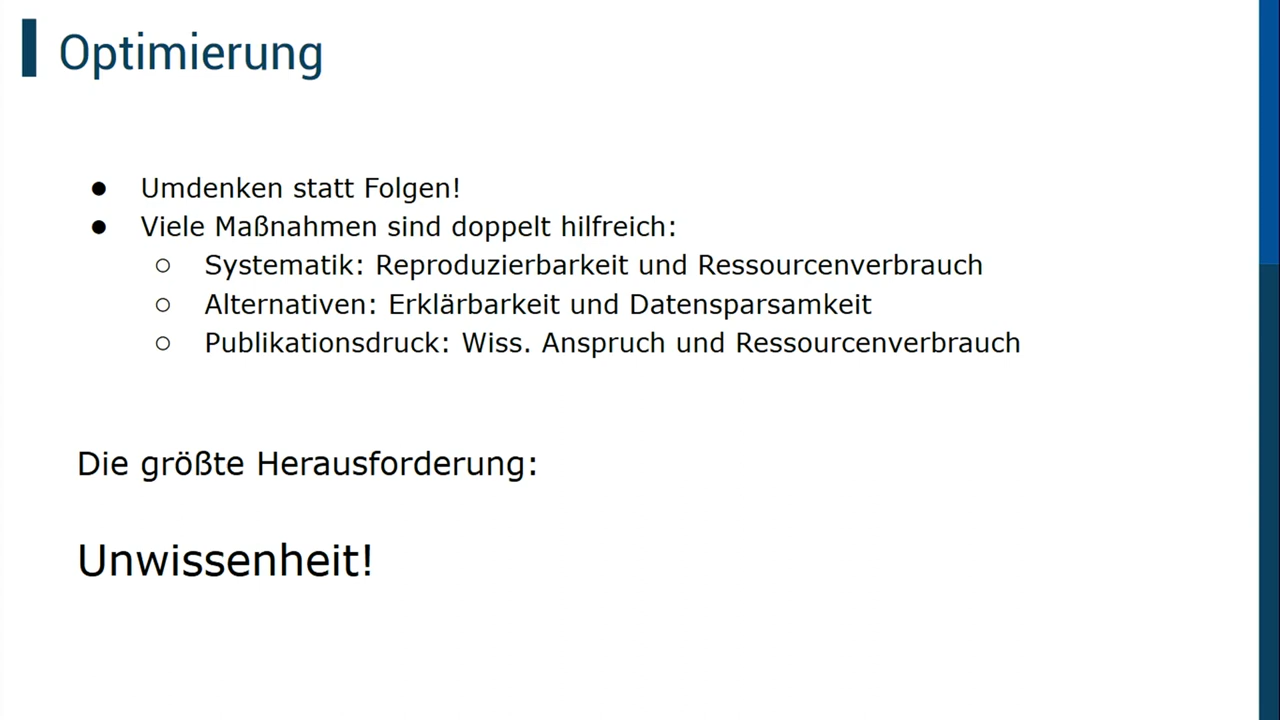 Optimierung
● Umdenken statt Folgen!
● Viele Maßnahmen sind doppelt hilfreich:
○ Systematik: Reproduzierbarkeit und Ressourcenverbrauch
○ Alternativen: Erklärbarkeit und Datensparsamkeit
○ Publikationsdruck: Wiss. Anspruch und Ressourcenverbrauch
Die größte Herausforderung:
Unwissenheit!